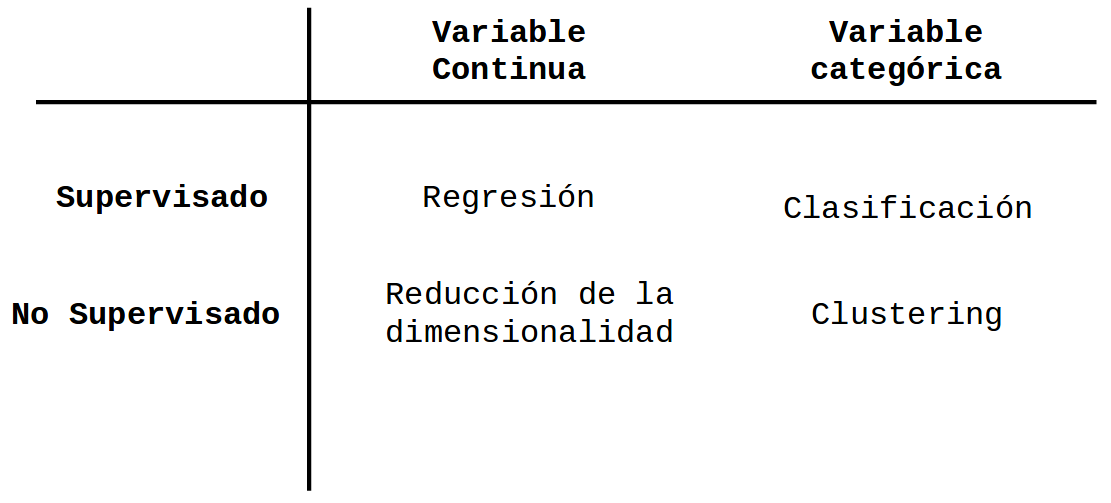 Variable
Continua
Variable
categórica
Supervisado
Regresión
Clasificación
No Supervisado
Reducción de la
dimensionalidad
Clustering